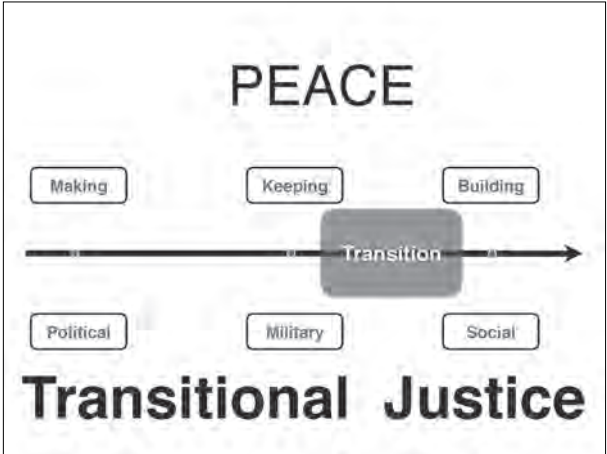 PEACE
Making Keeping Building
Transition
Political Military Social
Transitional Justice